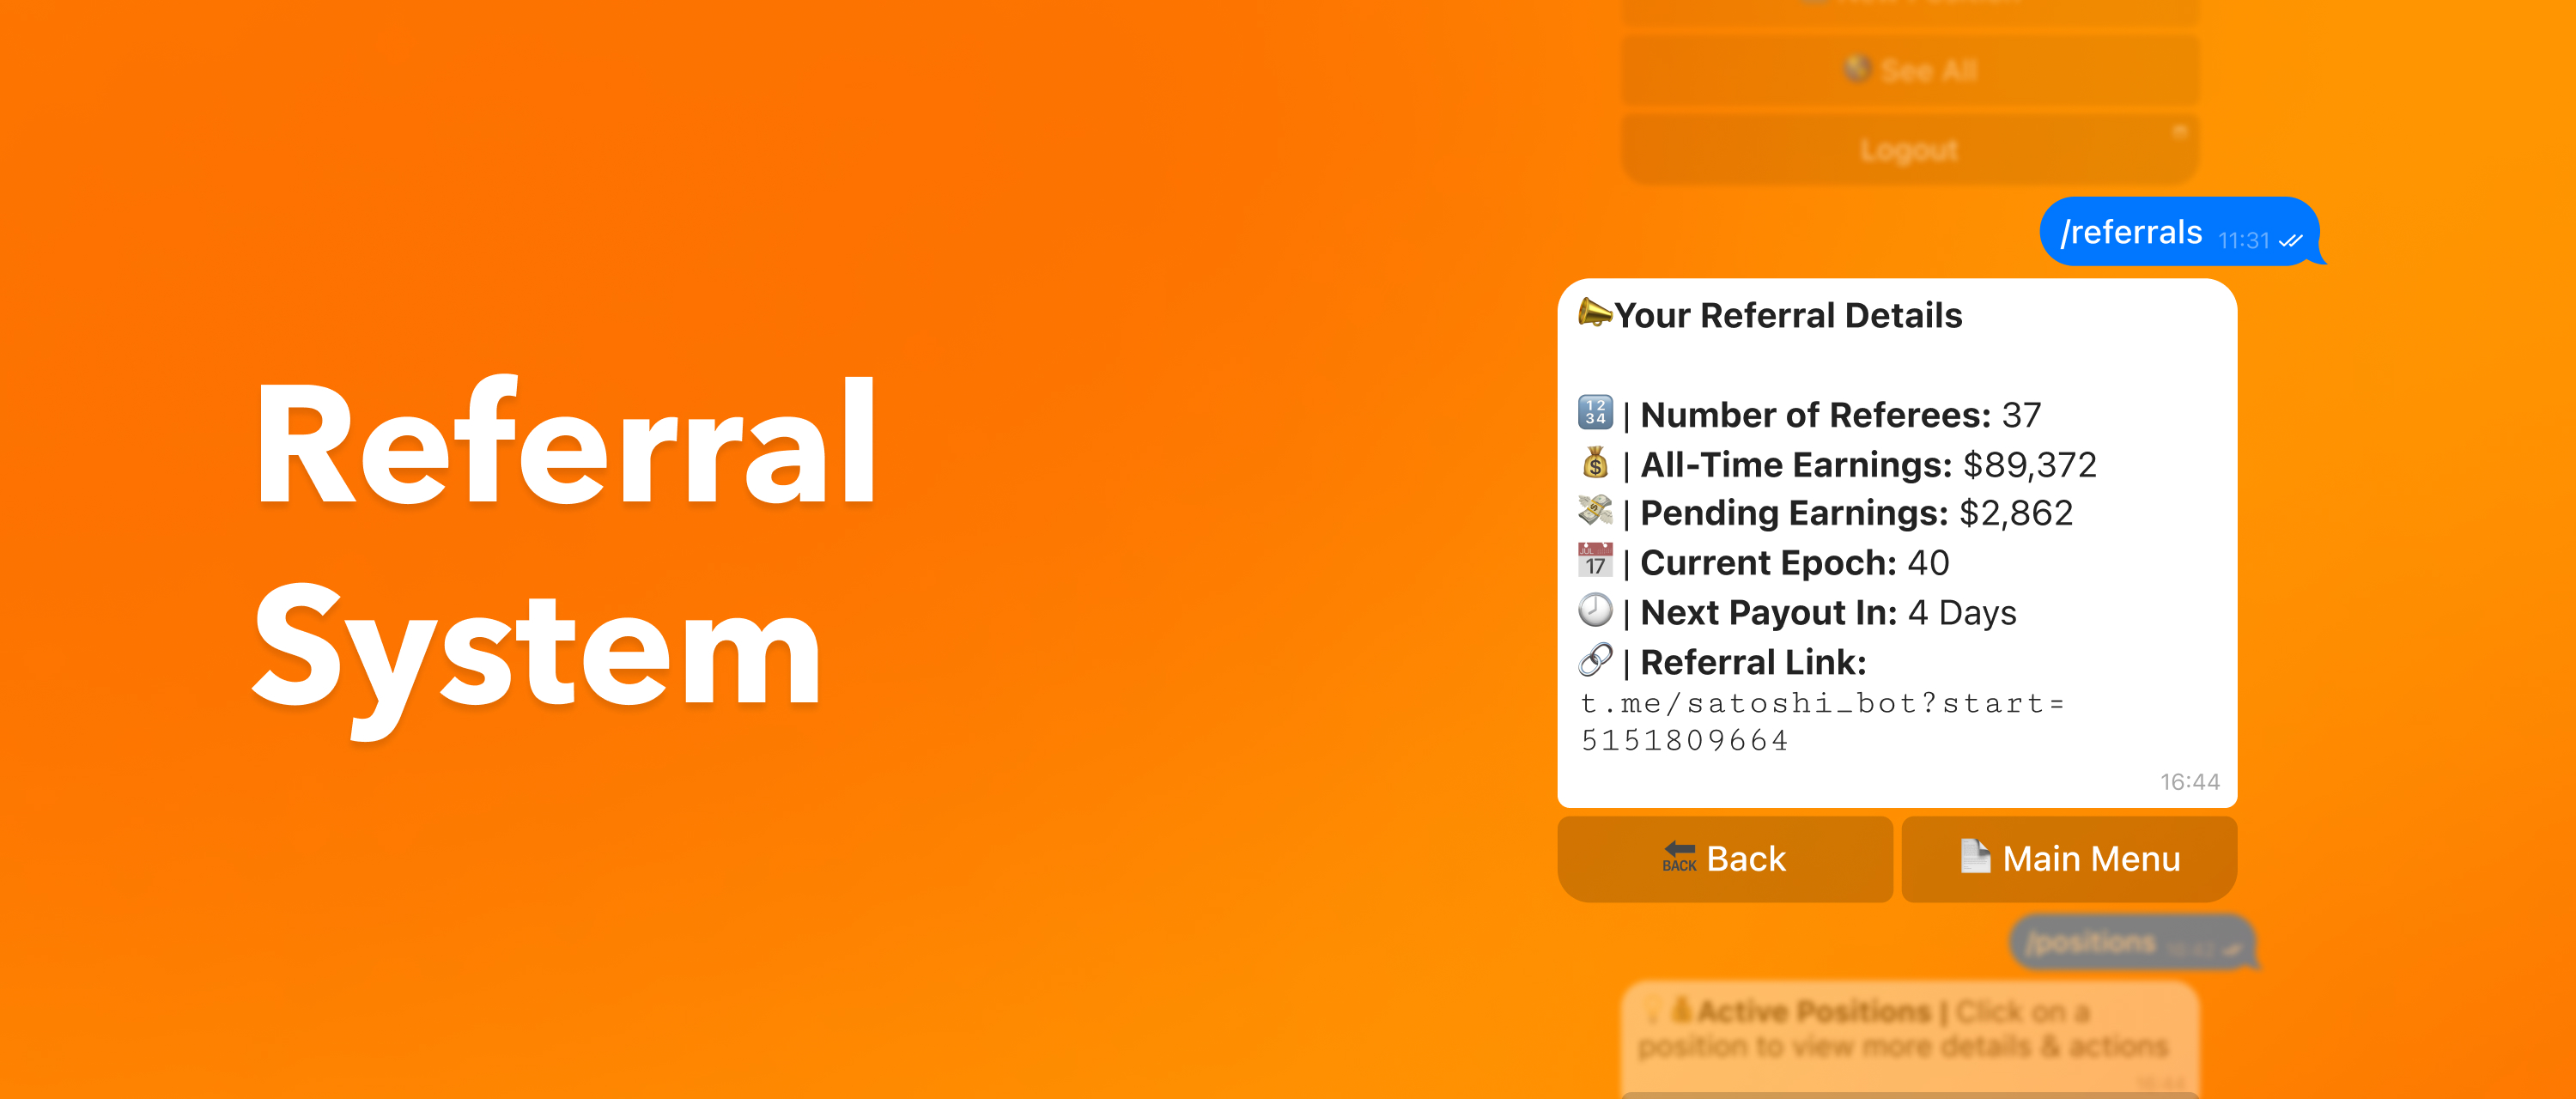 Referral
System
See All
Logout
/referrals 11:31
📣Your Referral Details
🔢 | Number of Referees: 37
💰 | All-Time Earnings: $89,372
💸 | Pending Earnings: $2,862
📅 | Current Epoch: 40
🕗 | Next Payout In: 4 Days
🔗 | Referral Link:
t.me/satoshi_bot?start=
5151809664
16:44
🔙 Back
📄 Main Menu
/positions
Active Positions | Click on a
position to view more details & actions